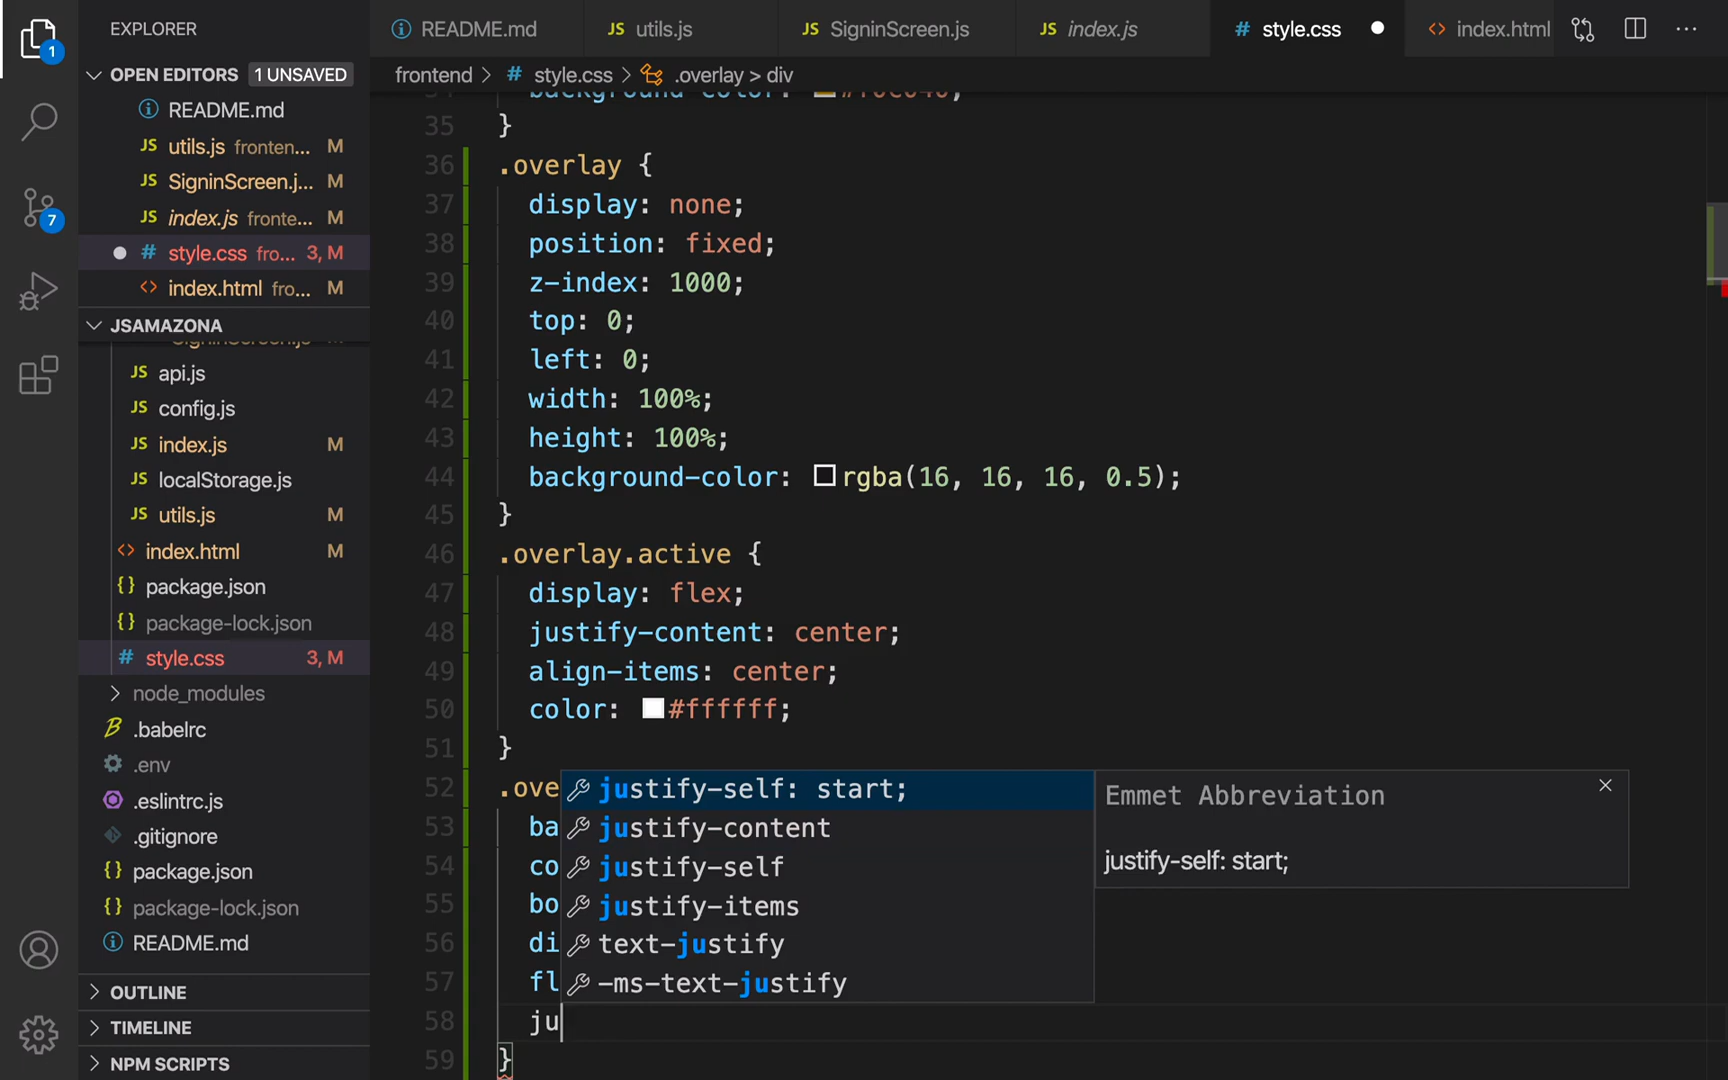 EXPLORER
README.md
utils.js
SigninScreen.js
index.js
style.css
index.html
OPEN EDITORS 1 UNSAVED
frontend > # style.css > .overlay > div
README.md
utils.js fronten... M
SigninScreen.j... M
index.js fronte... M
style.css fro... 3, M
index.html fro... M
JSAMAZONA
api.js
config.js
index.js M
localStorage.js
utils.js M
index.html M
package.json
package-lock.json
style.css 3, M
node_modules
.babelrc
.env
.eslintrc.js
.gitignore
package.json
package-lock.json
README.md
OUTLINE
TIMELINE
NPM SCRIPTS
1
7
35 }
36 .overlay {
37 display: none;
38 position: fixed;
39 z-index: 1000;
40 top: 0;
41 left: 0;
42 width: 100%;
43 height: 100%;
44 background-color: rgba(16, 16, 16, 0.5);
45 }
46 .overlay.active {
47 display: flex;
48 justify-content: center;
49 align-items: center;
50 color: #ffffff;
51 }
52 .ove
53 ba
54 co
55 bo
56 di
57 fl
58 ju
59 }
justify-self: start;
justify-content
justify-self
justify-items
text-justify
-ms-text-justify
Emmet Abbreviation
justify-self: start;